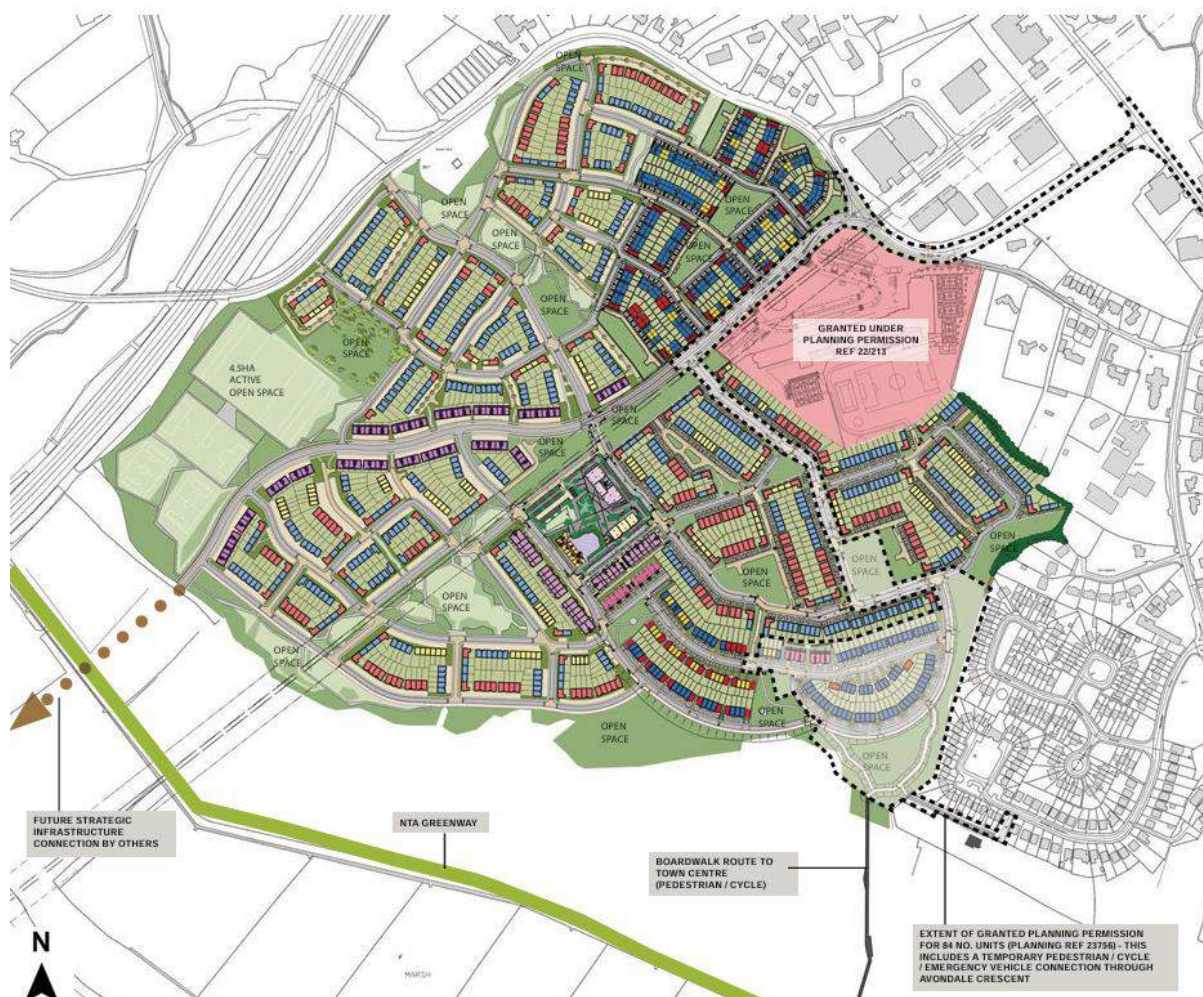 OPEN
SPACE
OPEN
SPACE
OPEN
SPACE
OPEN
SPACE
OPEN
SPACE
OPEN
SPACE
OPEN
SPACE
4.5HA
ACTIVE
OPEN SPACE
GRANTED UNDER
PLANNING PERMISSION
REF 22/213
OPEN
SPACE
OPEN
SPACE
OPEN
SPACE
OPEN
SPACE
OPEN
SPACE
OPEN
SPACE
OPEN
SPACE
OPEN
SPACE
OPEN
SPACE
OPEN
SPACE
FUTURE STRATEGIC
INFRASTRUCTURE
CONNECTION BY OTHERS
NTA GREENWAY
BOARDWALK ROUTE TO
TOWN CENTRE
(PEDESTRIAN / CYCLE)
EXTENT OF GRANTED PLANNING PERMISSION
FOR 84 NO. UNITS (PLANNING REF 23756) - THIS
INCLUDES A TEMPORARY PEDESTRIAN / CYCLE
/ EMERGENCY VEHICLE CONNECTION THROUGH
AVONDALE CRESCENT
N
MARSH